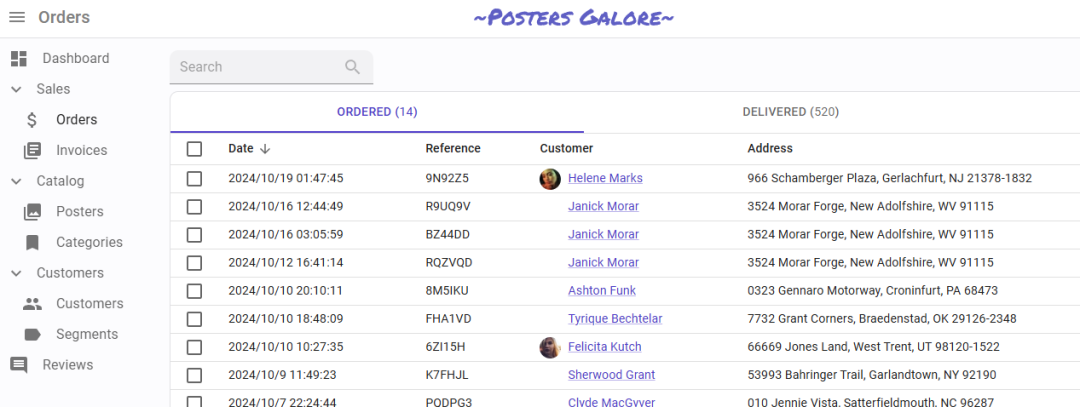 Orders
~Posters Galore~
Dashboard
Sales
Orders
Invoices
Catalog
Posters
Categories
Customers
Customers
Segments
Reviews
Search
ORDERED (14) DELIVERED (520)
Date Reference Customer Address
2024/10/19 01:47:45 9N92Z5 Helene Marks 966 Schamberger Plaza, Gerlachfurt, NJ 21378-1832
2024/10/16 12:44:49 R9UQ9V Janick Morar 3524 Morar Forge, New Adolfshire, WV 91115
2024/10/16 03:05:59 BZ44DD Janick Morar 3524 Morar Forge, New Adolfshire, WV 91115
2024/10/12 16:41:14 RQZVQD Janick Morar 3524 Morar Forge, New Adolfshire, WV 91115
2024/10/10 20:10:11 8M5IKU Ashton Funk 0323 Gennaro Motorway, Croninfurt, PA 68473
2024/10/10 18:48:09 FHA1VD Tyrique Bechtelar 7732 Grant Corners, Braedenstad, OK 29126-2348
2024/10/10 10:27:35 6ZI15H Felicita Kutch 66669 Jones Land, West Trent, UT 98120-1522
2024/10/9 11:49:23 K7FHJL Sherwood Grant 53993 Bahringer Trail, Garlandtown, NY 92190
2024/10/7 22:24:44 PODPG3 Clyde MacGyver 010 Jennie Vista, Satterfieldmouth, NC 96287